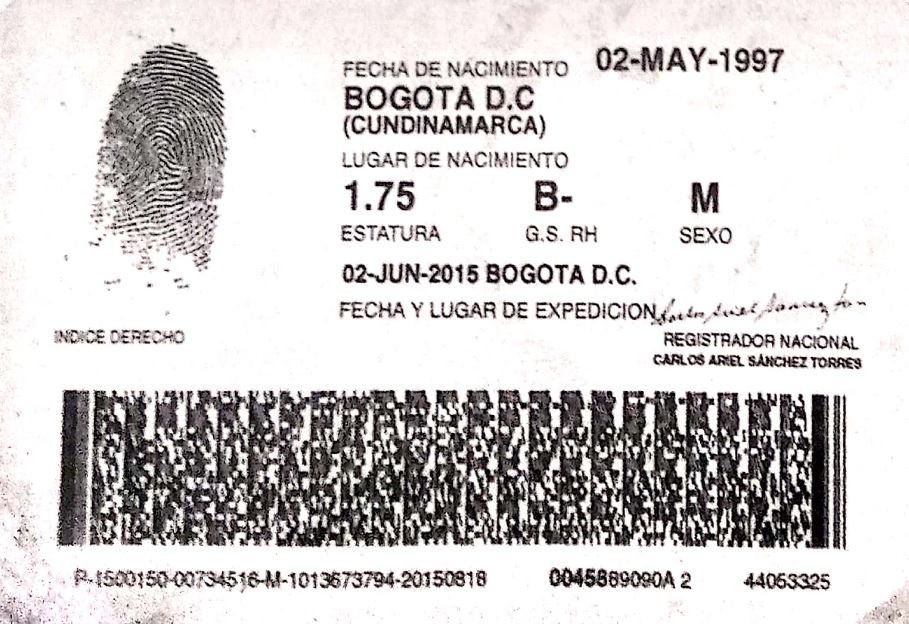 FECHA DE NACIMIENTO 02-MAY-1997
BOGOTA D.C
(CUNDINAMARCA)
LUGAR DE NACIMIENTO
1.75 B- M
ESTATURA G.S. RH SEXO
02-JUN-2015 BOGOTA D.C.
FECHA Y LUGAR DE EXPEDICION
INDICE DERECHO
REGISTRADOR NACIONAL
CARLOS ARIEL SÁNCHEZ TORRES
P-1500150-00734516-M-1013673794-20150818 0045889090A 2 44053325